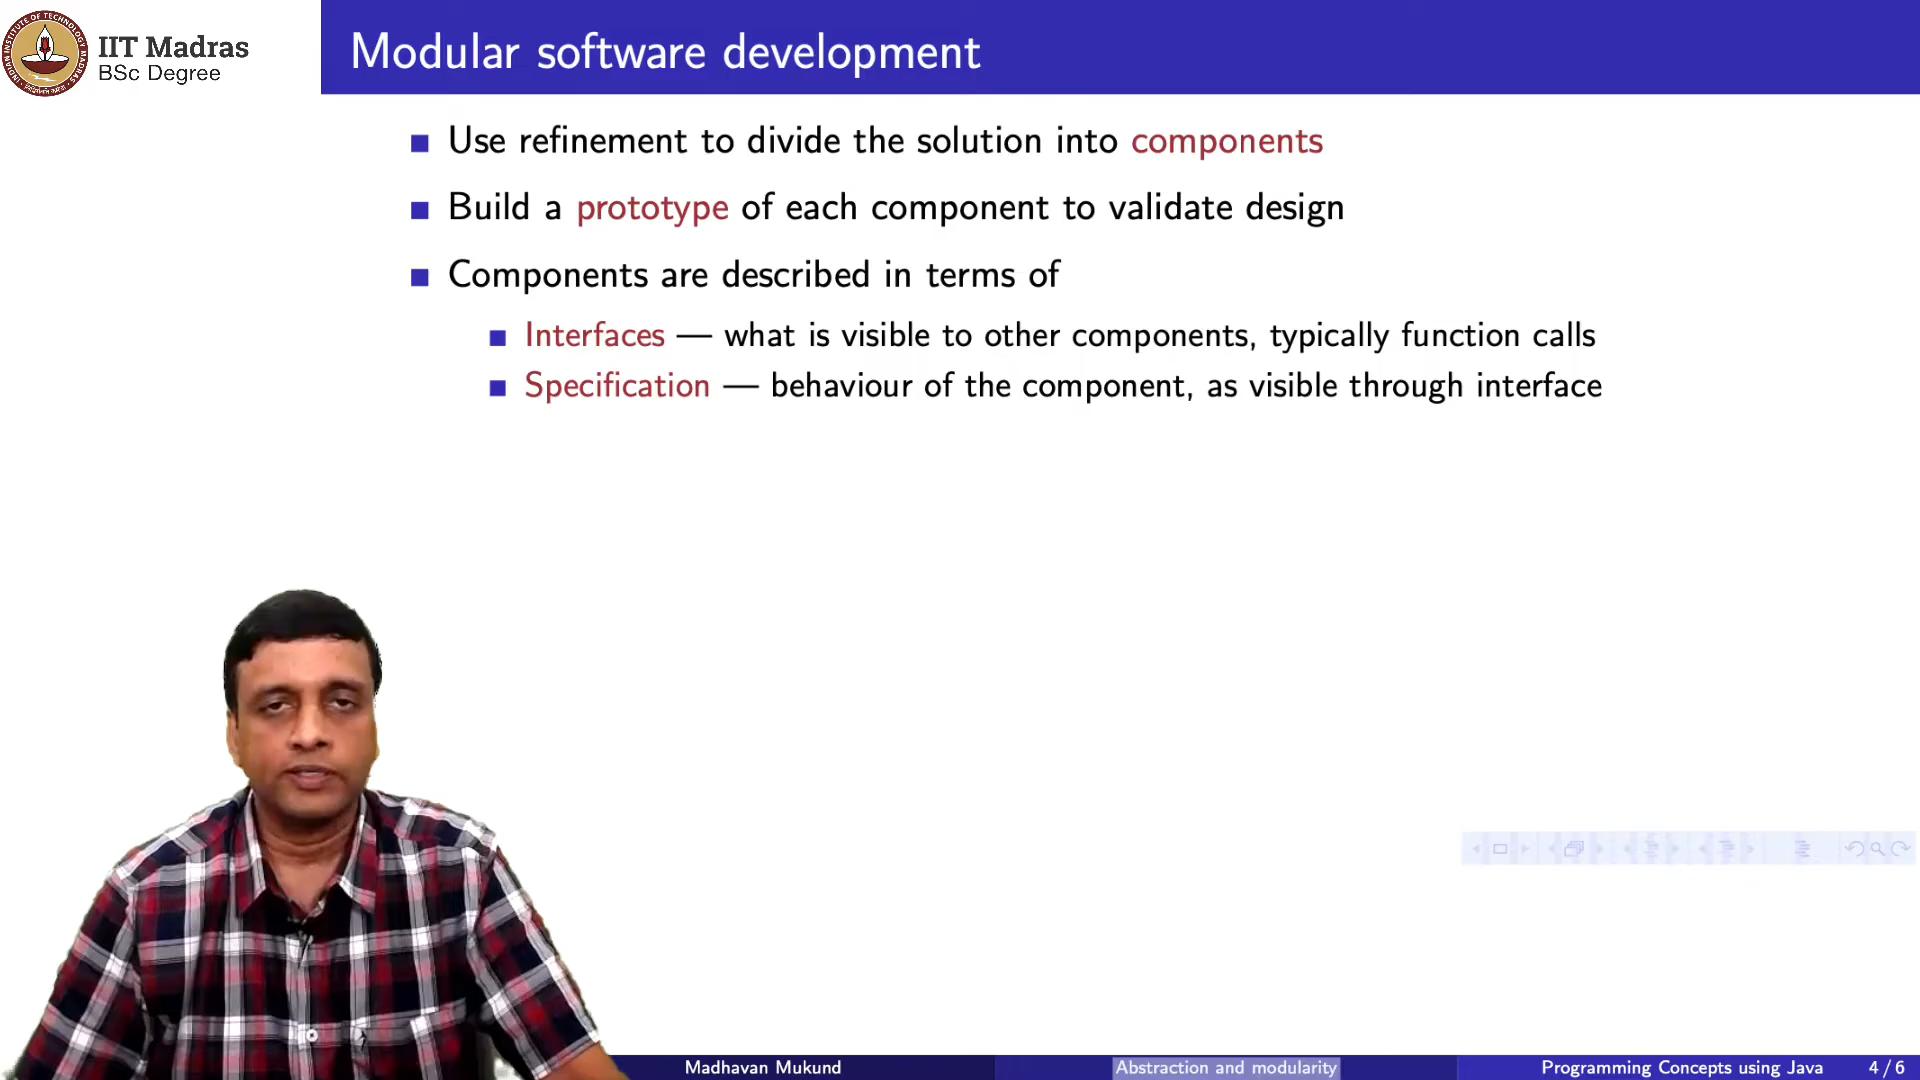 IIT Madras
BSc Degree
Modular software development
Use refinement to divide the solution into components
Build a prototype of each component to validate design
Components are described in terms of
Interfaces — what is visible to other components, typically function calls
Specification — behaviour of the component, as visible through interface
Madhavan Mukund
Abstraction and modularity
Programming Concepts using Java
4 / 6